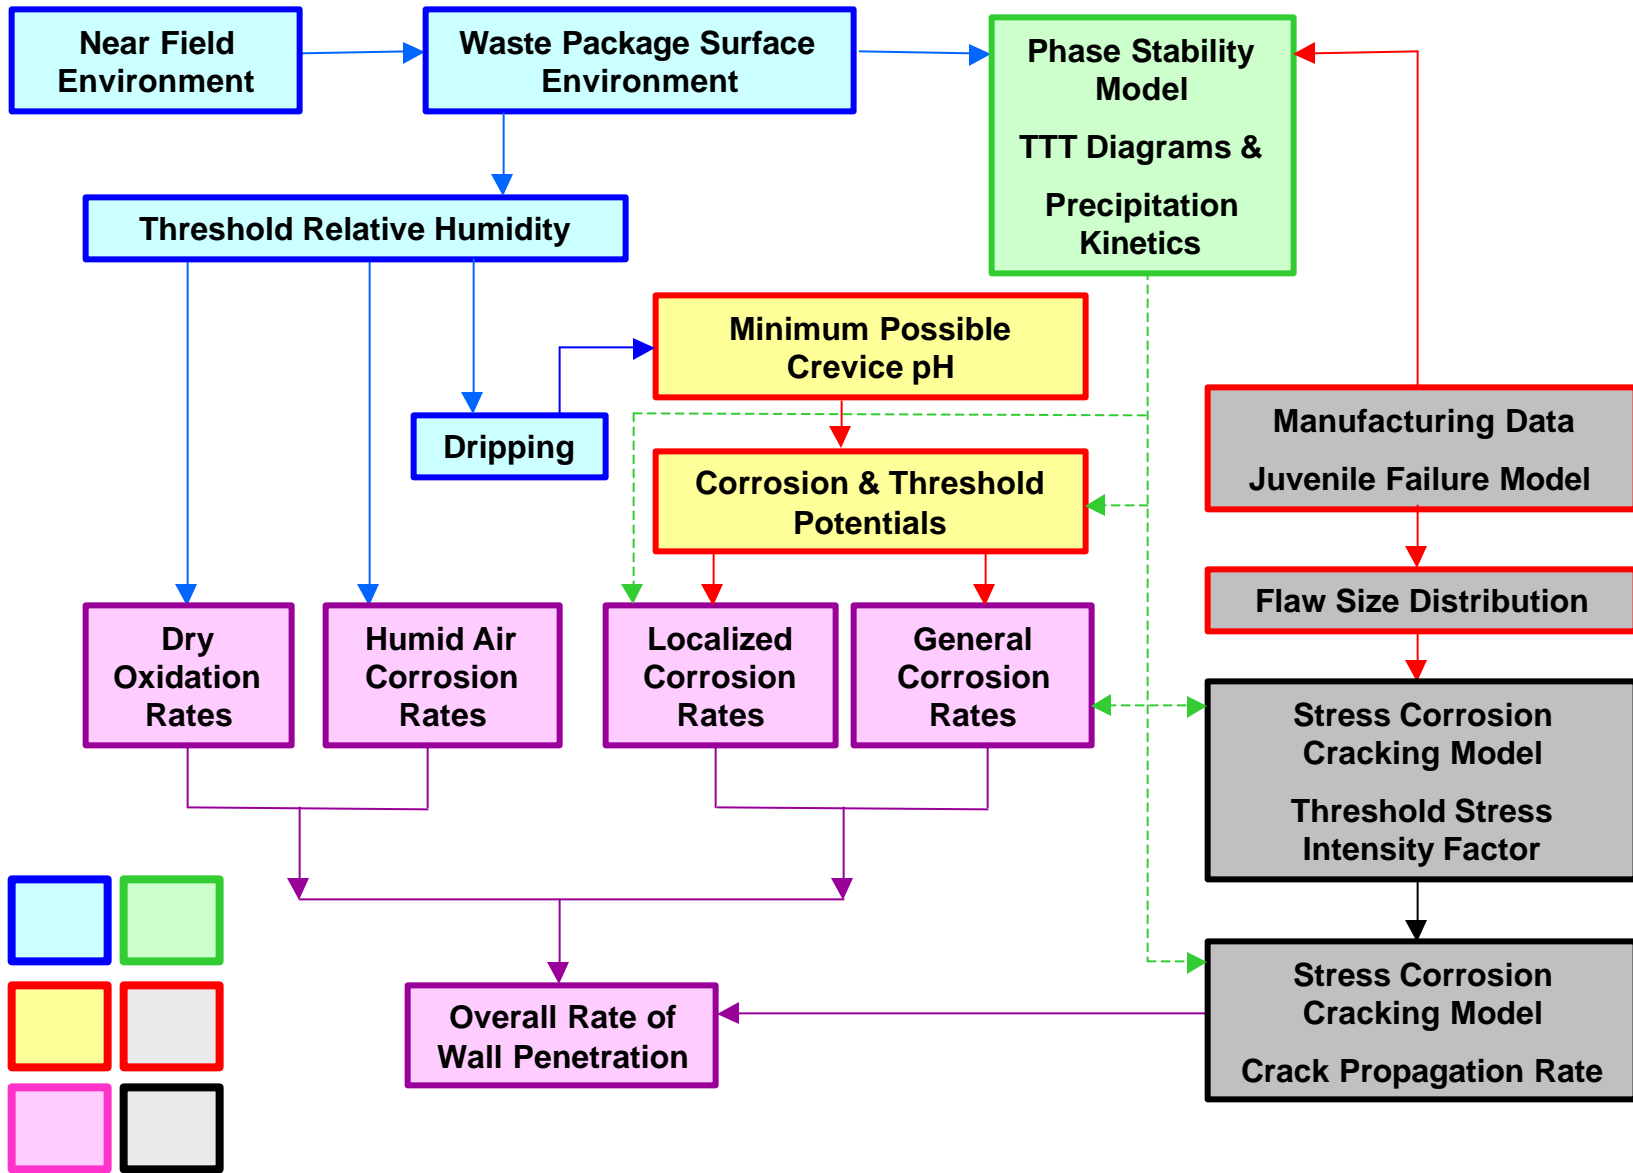 Near Field
Environment
Waste Package Surface
Environment
Phase Stability
Model
TTT Diagrams &
Precipitation
Kinetics
Threshold Relative Humidity
Minimum Possible
Crevice pH
Dripping
Manufacturing Data
Juvenile Failure Model
Corrosion & Threshold
Potentials
Flaw Size Distribution
Dry
Oxidation
Rates
Humid Air
Corrosion
Rates
Localized
Corrosion
Rates
General
Corrosion
Rates
Stress Corrosion
Cracking Model
Threshold Stress
Intensity Factor
Overall Rate of
Wall Penetration
Stress Corrosion
Cracking Model
Crack Propagation Rate